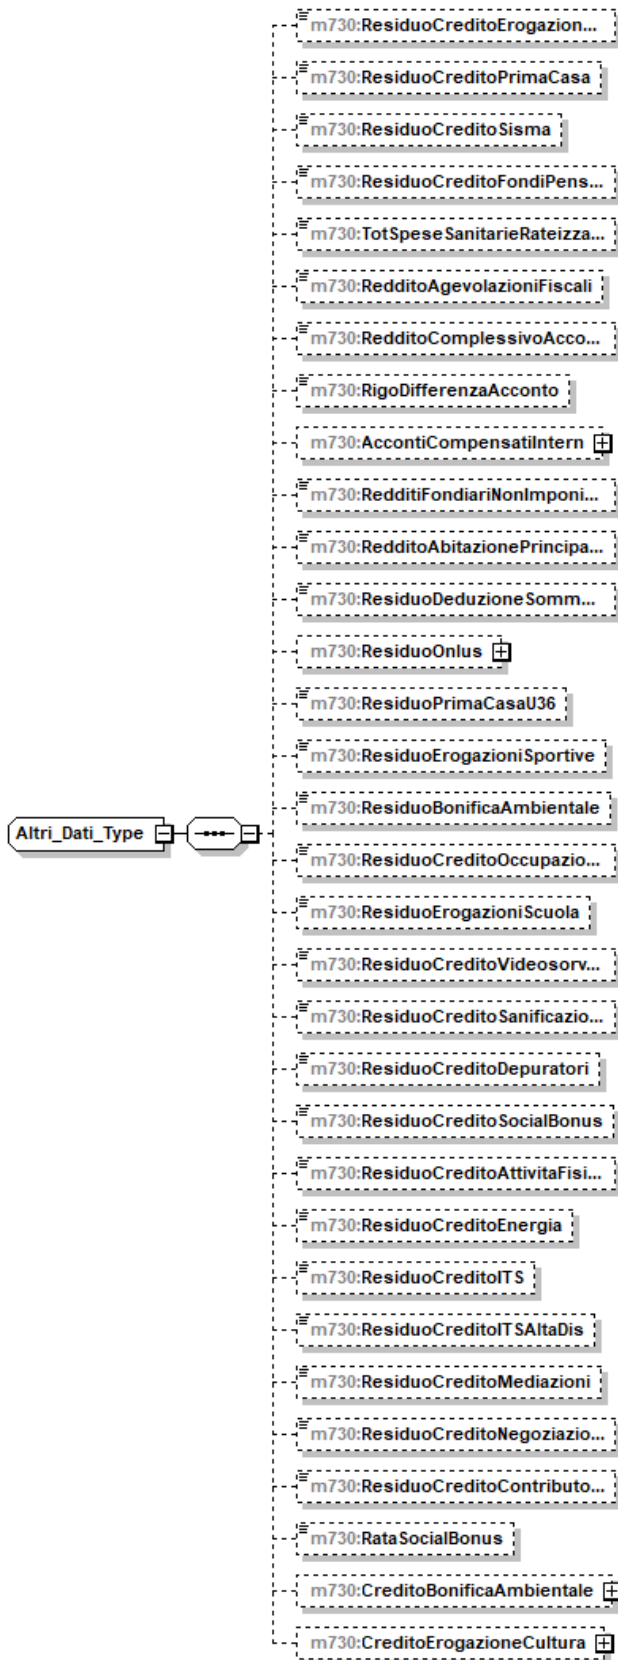 m730:ResiduoCreditoErogazion...
m730:ResiduoCreditoPrimaCasa
m730:ResiduoCreditoSisma
m730:ResiduoCreditoFondiPens...
m730:TotSpeseSanitarieRateizza...
m730:RedditoAgevolazioniFiscali
m730:RedditoComplessivoAcco...
m730:RigoDifferenzaAcconto
m730:AccontiCompensatiIntern
m730:RedditiFondiariNonImponi...
m730:RedditoAbitazionePrincipa...
m730:ResiduoDeduzioneSomm...
m730:ResiduoOnlus
m730:ResiduoPrimaCasaU36
m730:ResiduoErogazioniSportive
m730:ResiduoBonificaAmbientale
Altri_Dati_Type
m730:ResiduoCreditoOccupazio...
m730:ResiduoErogazioniScuola
m730:ResiduoCreditoVideosorv...
m730:ResiduoCreditoSanificazio...
m730:ResiduoCreditoDepuratori
m730:ResiduoCreditoSocialBonus
m730:ResiduoCreditoAttivitaFisi...
m730:ResiduoCreditoEnergia
m730:ResiduoCreditoITS
m730:ResiduoCreditoITSAltaDis
m730:ResiduoCreditoMediazioni
m730:ResiduoCreditoNegoziazio...
m730:ResiduoCreditoContributo...
m730:RataSocialBonus
m730:CreditoBonificaAmbientale
m730:CreditoErogazioneCultura